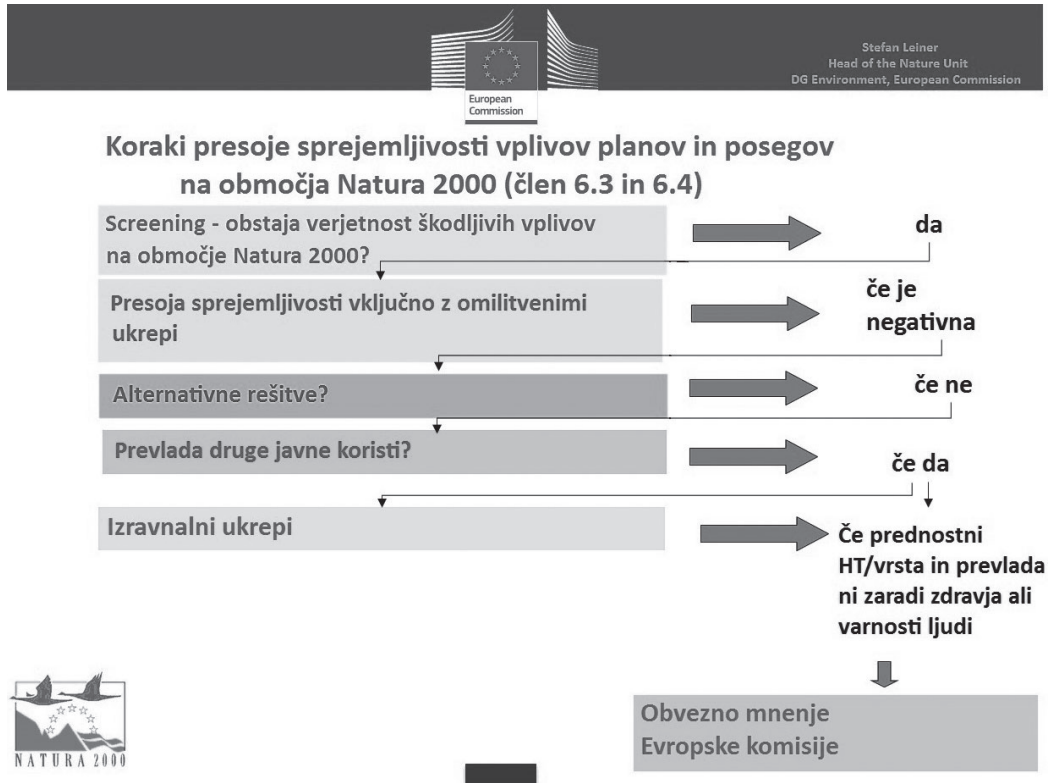 Stefan Leiner
Head of the Nature Unit
DG Environment, European Commission
European
Commission
Koraki presoje sprejemljivosti vplivov planov in posegov
na območja Natura 2000 (člen 6.3 in 6.4)
Screening - obstaja verjetnost škodljivih vplivov
na območje Natura 2000?
da
Presoja sprejemljivosti vključno z omilitvenimi
ukrepi
če je
negativna
Alternativne rešitve?
če ne
Prevlada druge javne koristi?
če da
Izravnalni ukrepi
Če prednostni
HT/vrsta in prevlada
ni zaradi zdravja ali
varnosti ljudi
Obvezno mnenje
Evropske komisije
NATURA 2000